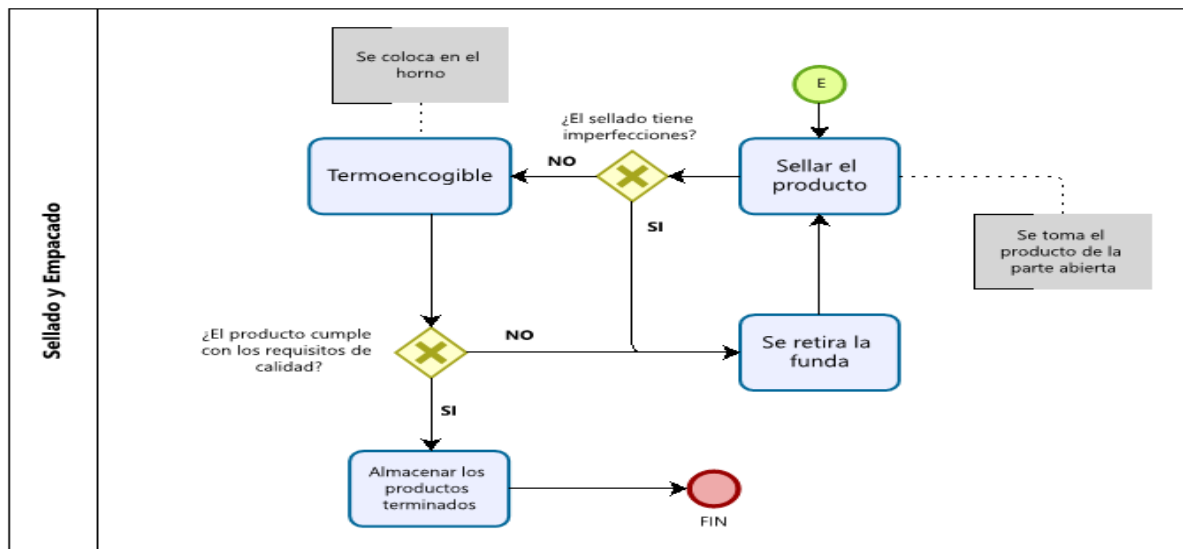 Sellado y Empacado
Se coloca en el
horno
E
¿El sellado tiene
imperfecciones?
Termoencogible
NO
Sellar el
producto
SI
Se toma el
producto de la
parte abierta
¿El producto cumple
con los requisitos de
calidad?
NO
Se retira la
funda
SI
Almacenar los
productos
terminados
FIN